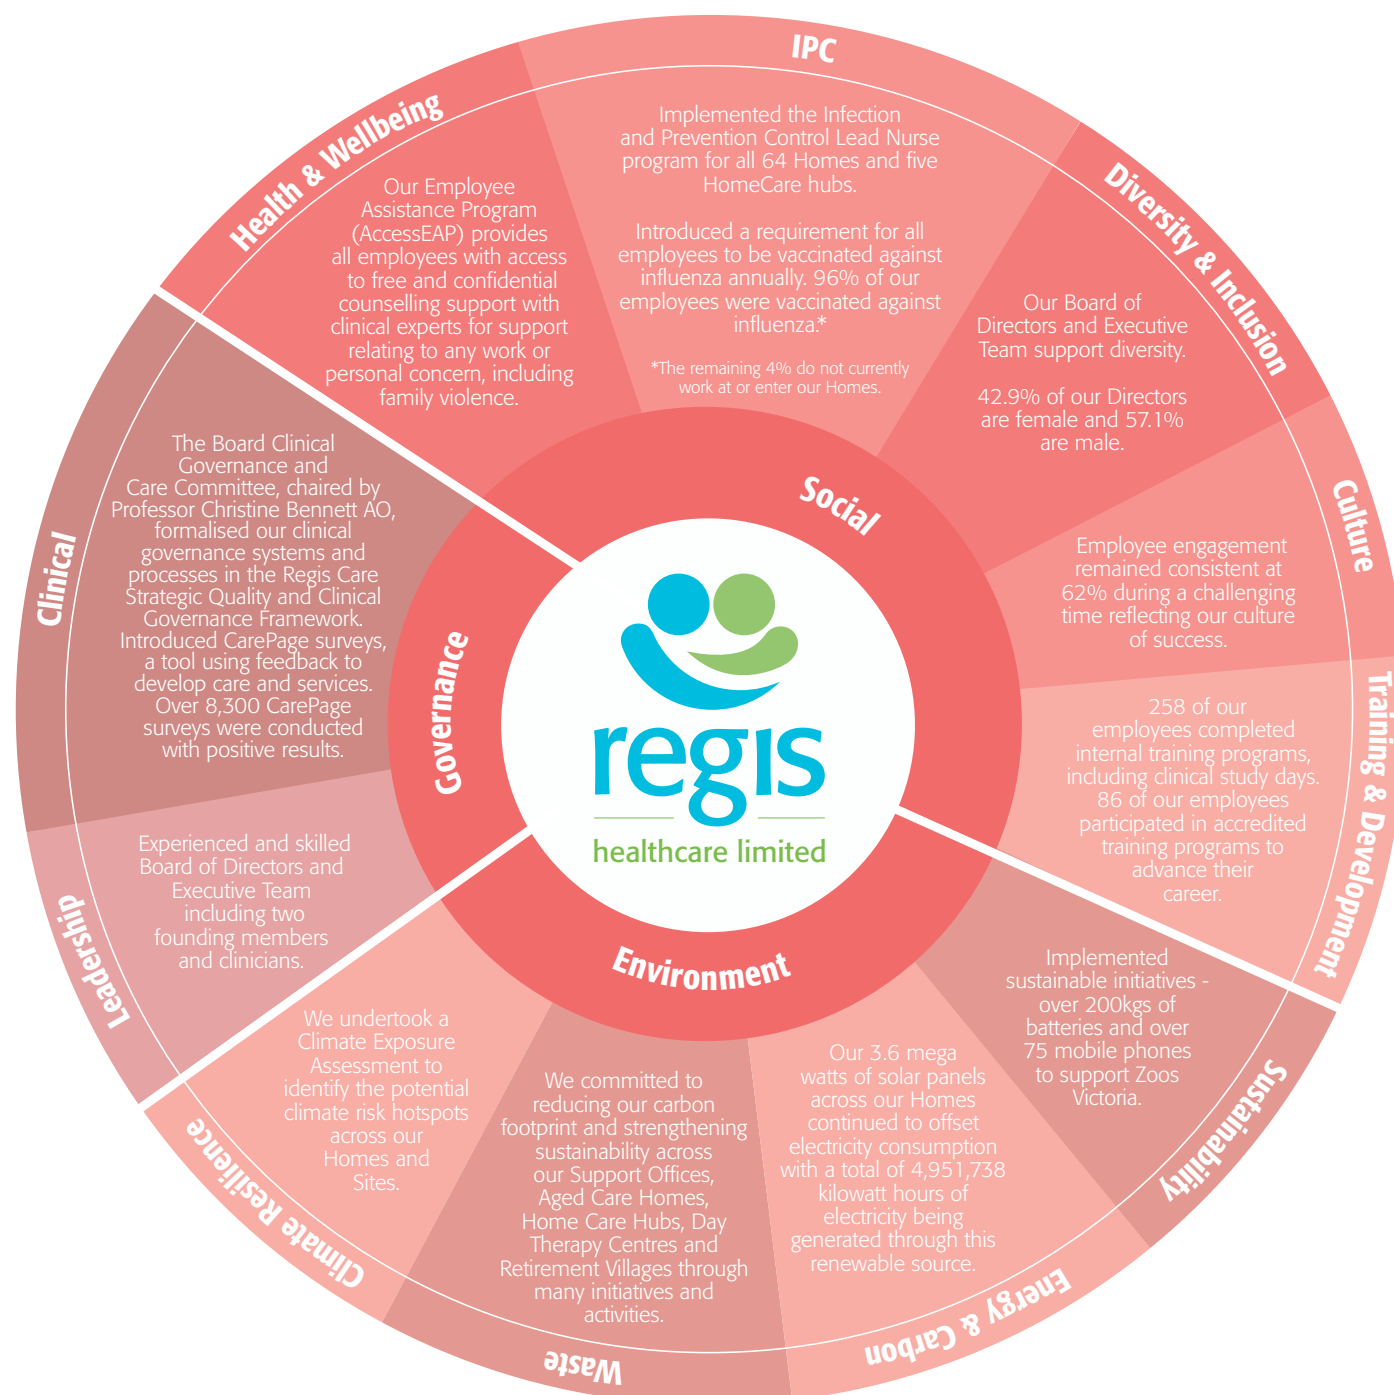 IPC
Implemented the Infection
and Prevention Control Lead Nurse
program for all 64 Homes and five
HomeCare hubs.
Introduced a requirement for all
employees to be vaccinated against
influenza annually. 96% of our
employees were vaccinated against
influenza.*
*The remaining 4% do not currently
work at or enter our Homes.
Diversity & Inclusion
Our Board of
Directors and Executive
Team support diversity.
42.9% of our Directors
are female and 57.1%
are male.
Culture
Employee engagement
remained consistent at
62% during a challenging
time reflecting our culture
of success.
Training & Development
258 of our
employees completed
internal training programs,
including clinical study days.
86 of our employees
participated in accredited
training programs to
advance their
career.
Sustainability
Implemented
sustainable initiatives -
over 200kgs of
batteries and over
75 mobile phones
to support Zoos
Victoria.
Energy & Carbon
Our 3.6 mega
watts of solar panels
across our Homes
continued to offset
electricity consumption
with a total of 4,951,738
kilowatt hours of
electricity being
generated through this
renewable source.
Waste
We committed to
reducing our carbon
footprint and strengthening
sustainability across
our Support Offices,
Aged Care Homes,
Home Care Hubs, Day
Therapy Centres and
Retirement Villages through
many initiatives and
activities.
Climate Resilience
We undertook a
Climate Exposure
Assessment to
identify the potential
climate risk hotspots
across our
Homes and
Sites.
Leadership
Experienced and skilled
Board of Directors and
Executive Team
including two
founding members
and clinicians.
Clinical
The Board Clinical
Governance and
Care Committee, chaired by
Professor Christine Bennett AO,
formalised our clinical
governance systems and
processes in the Regis Care
Strategic Quality and Clinical
Governance Framework.
Introduced CarePage surveys,
a tool using feedback to
develop care and services.
Over 8,300 CarePage
surveys were conducted
with positive results.
Health & Wellbeing
Our Employee
Assistance Program
(AccessEAP) provides
all employees with access
to free and confidential
counselling support with
clinical experts for support
relating to any work or
personal concern, including
family violence.
Social
Governance
Environment
regis
healthcare limited